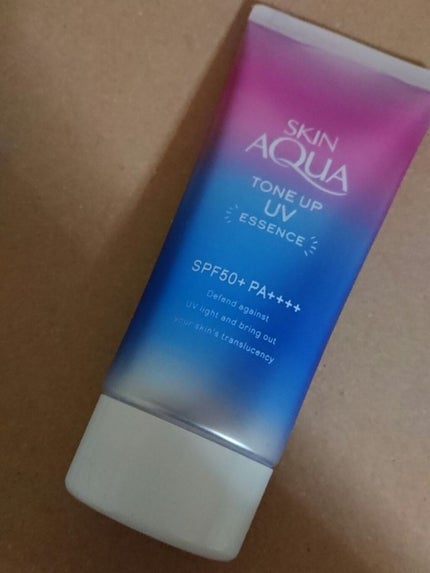 SKIN
AQUA
TONE UP
UV
ESSENCE
SPF50+ PA++++
Defend against
UV light and bring out
your skin's translucency